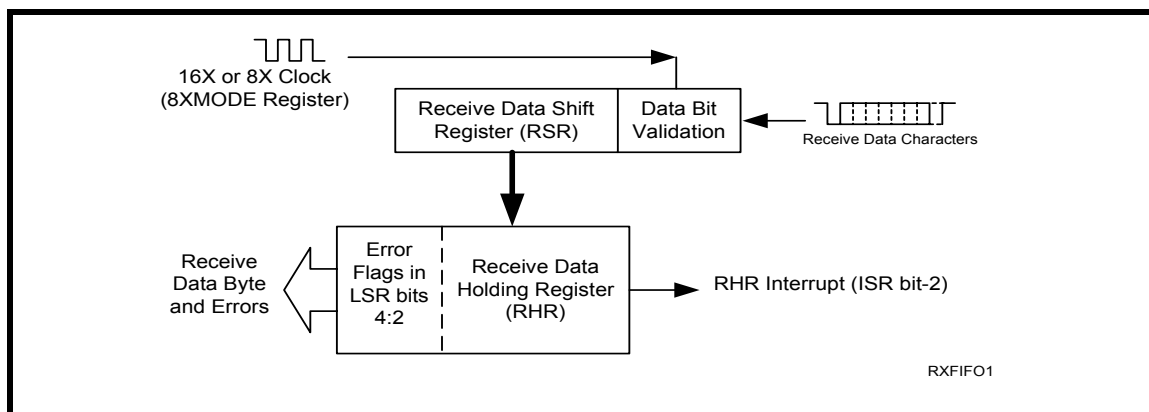 16X or 8X Clock
(8XMODE Register)
Receive Data Shift
Register (RSR)
Data Bit
Validation
Receive Data Characters
Receive
Data Byte
and Errors
Error
Flags in
LSR bits
4:2
Receive Data
Holding Register
(RHR)
RHR Interrupt (ISR bit-2)
RXFIFO1